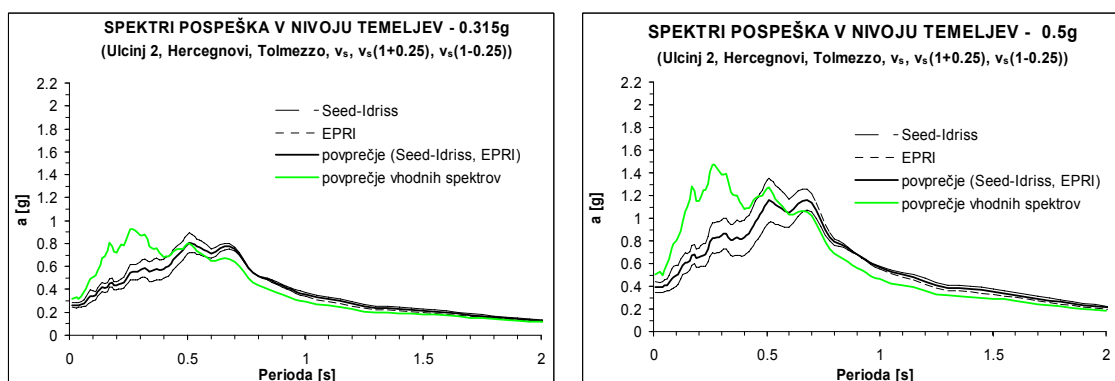 SPEKTRI POSPEŠKA V NIVOJU TEMELJEV - 0.315g
(Ulcinj 2, Hercegnovi, Tolmezzo, vs, vs(1+0.25), vs(1-0.25))
2.2
2
1.8
1.6
1.4
1.2
1
0.8
0.6
0.4
0.2
0
a [g]
Seed-Idriss
EPRI
povprečje (Seed-Idriss, EPRI)
povprečje vhodnih spektrov
0
0.5
1
1.5
2
Perioda [s]
SPEKTRI POSPEŠKA V NIVOJU TEMELJEV - 0.5g
(Ulcinj 2, Hercegnovi, Tolmezzo, vs, vs(1+0.25), vs(1-0.25))
2.2
2
1.8
1.6
1.4
1.2
1
0.8
0.6
0.4
0.2
0
a [g]
Seed-Idriss
EPRI
povprečje (Seed-Idriss, EPRI)
povprečje vhodnih spektrov
0
0.5
1
1.5
2
Perioda [s]